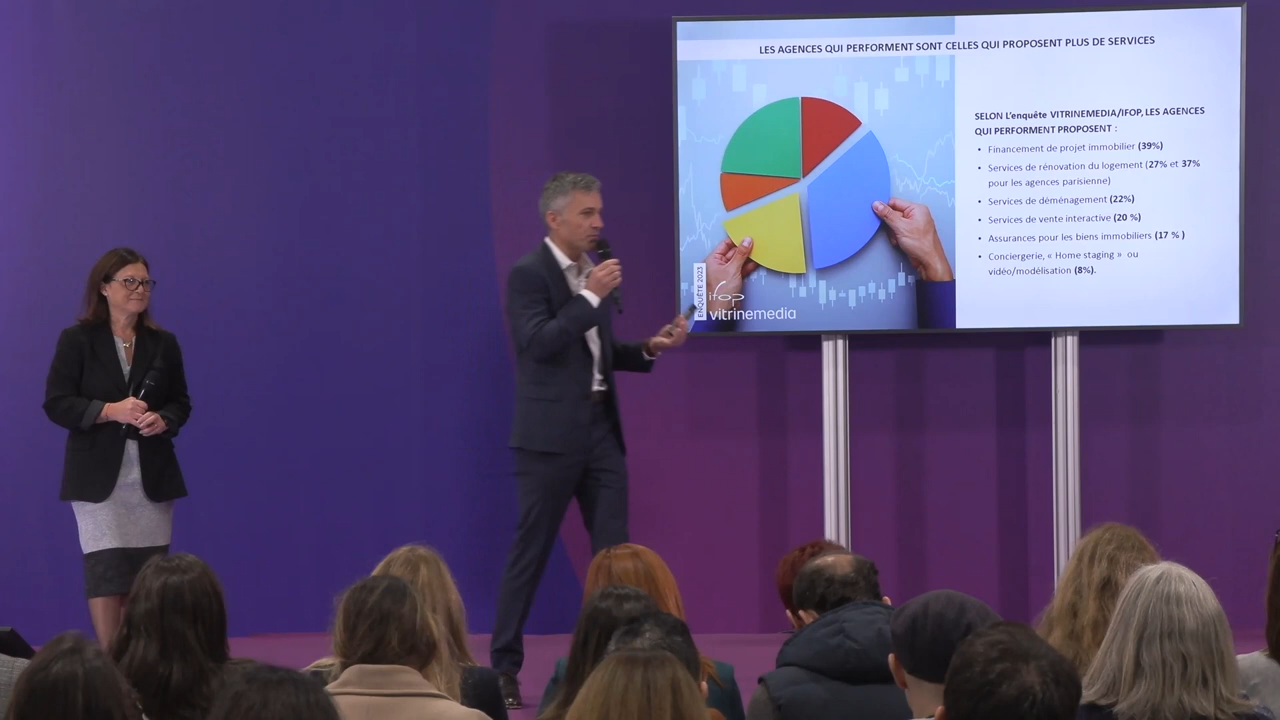 LES AGENCES QUI PERFORMENT SONT CELLES QUI PROPOSENT PLUS DE SERVICES
SELON L'enquête VITRINEMEDIA/IFOP, LES AGENCES
QUI PERFORMENT PROPOSENT :
• Financement de projet immobilier (39%)
• Services de rénovation du logement (27% et 37%
pour les agences parisienne)
• Services de déménagement (22%)
• Services de vente interactive (20 %)
• Assurances pour les biens immobiliers (17 % )
• Conciergerie, « Home staging » ou
vidéo/modélisation (8%).
ENQUÊTE 2023
ifop
vitrinemedia